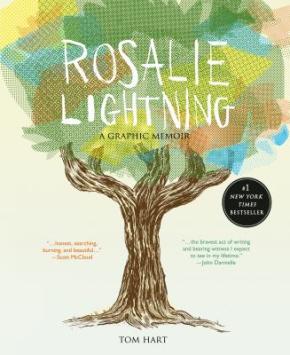 ROSALIE
LIGHTNING
A GRAPHIC MEMOIR
#1
NEW YORK
TIMES
BESTSELLER
"...honest, searching,
burning, and beautiful..."
—Scott McCloud
"...the bravest act of writing
and bearing witness I expect
to see in my lifetime."
—John Darnielle
TOM HART